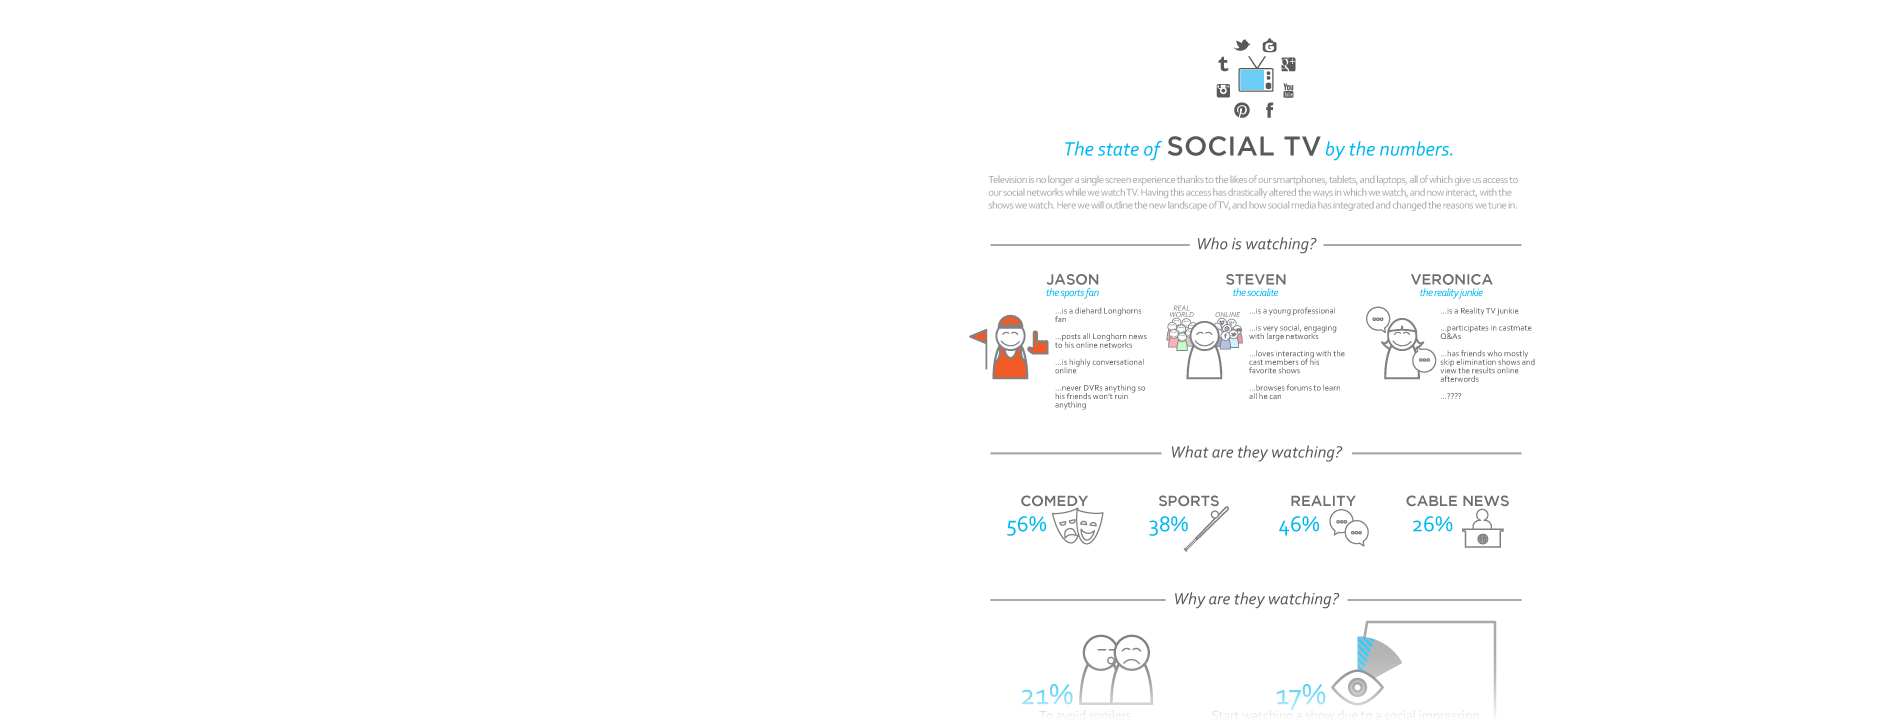 The state of SOCIAL TV by the numbers.
Television is no longer a single screen experience thanks to the likes of our smartphones, tablets, and laptops, all of which give us access to
our social networks while we watch TV. Having this access has drastically altered the ways in which we watch, and now interact, with the
shows we watch. Here we will outline the new landscape of TV, and how social media has integrated and changed the reasons we tune in.
Who is watching?
JASON
the sports fan
...is a diehard Longhorns
fan
...posts all Longhorn news
to his online networks
...is highly conversational
online
...never DVRs anything so
his friends won't ruin
anything
STEVEN
the socialite
REAL
WORLD
ONLINE
...is a young professional
...is very social, engaging
with large networks
...loves interacting with the
cast members of his
favorite shows
...browses forums to learn
all he can
VERONICA
the reality junkie
...is a Reality TV junkie
...participates in castmate
Q&As
...has friends who mostly
skip elimination shows and
view the results online
afterwords
...????
What are they watching?
COMEDY
56%
SPORTS
38%
REALITY
46%
CABLE NEWS
26%
Why are they watching?
21%
To avoid spoilers
17%
Start watching a show due to a social impression